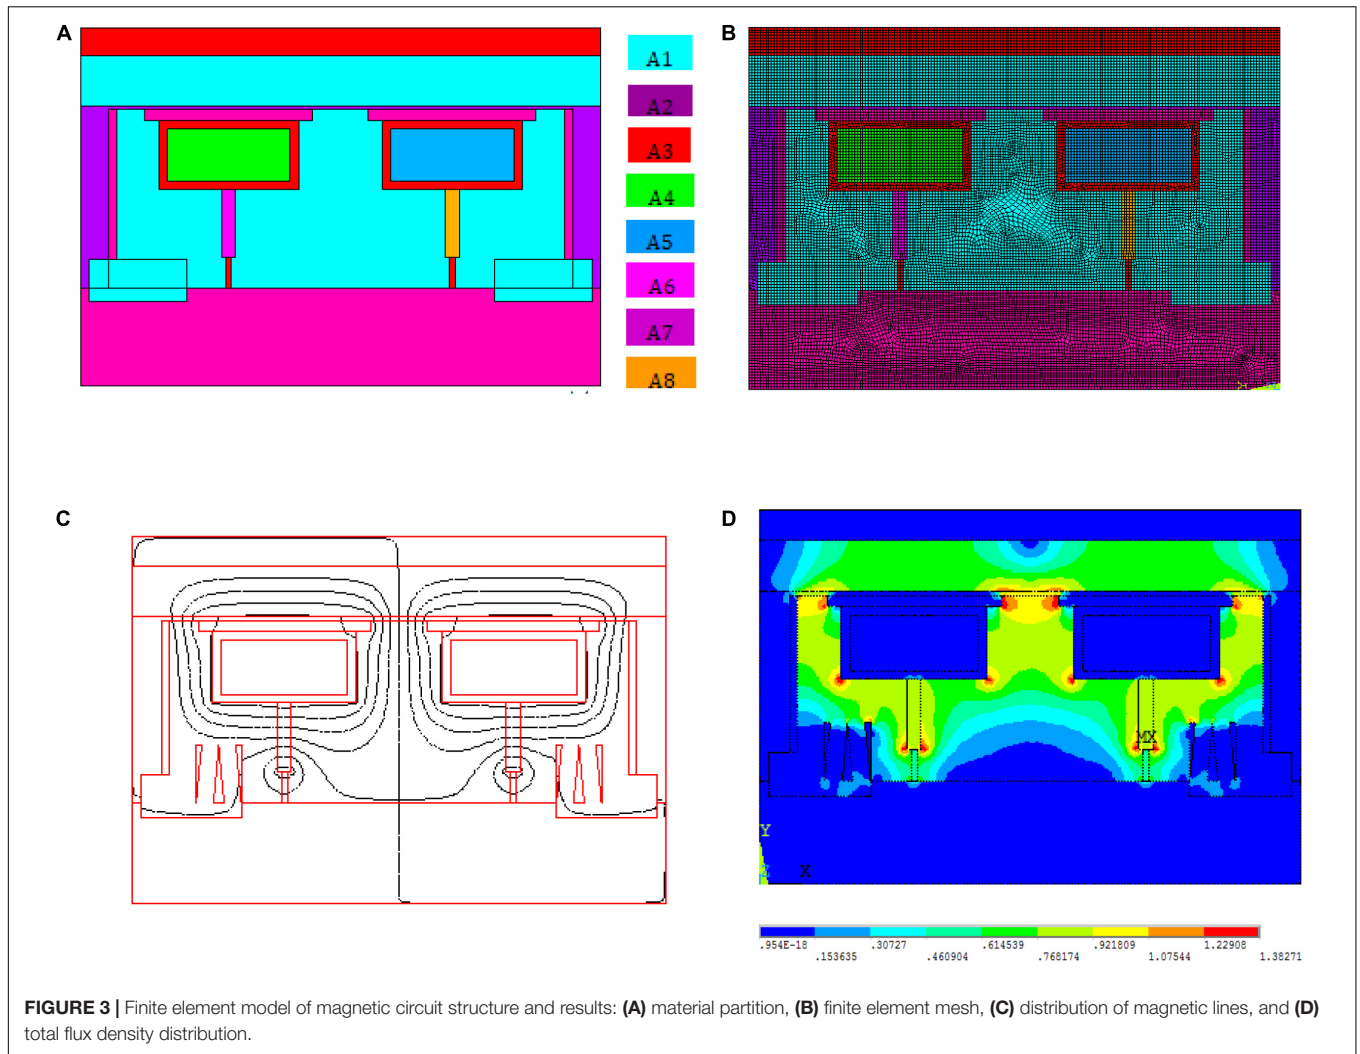 A
A1
A2
A3
A4
A5
A6
A7
A8
B
C
D
MX
Y
X
.954E-18
.30727
.614539
.921809
1.22908
.153635
.460904
.768174
1.07544
1.38271
FIGURE 3 | Finite element model of magnetic circuit structure and results: (A) material partition, (B) finite element mesh, (C) distribution of magnetic lines, and (D)
total flux density distribution.